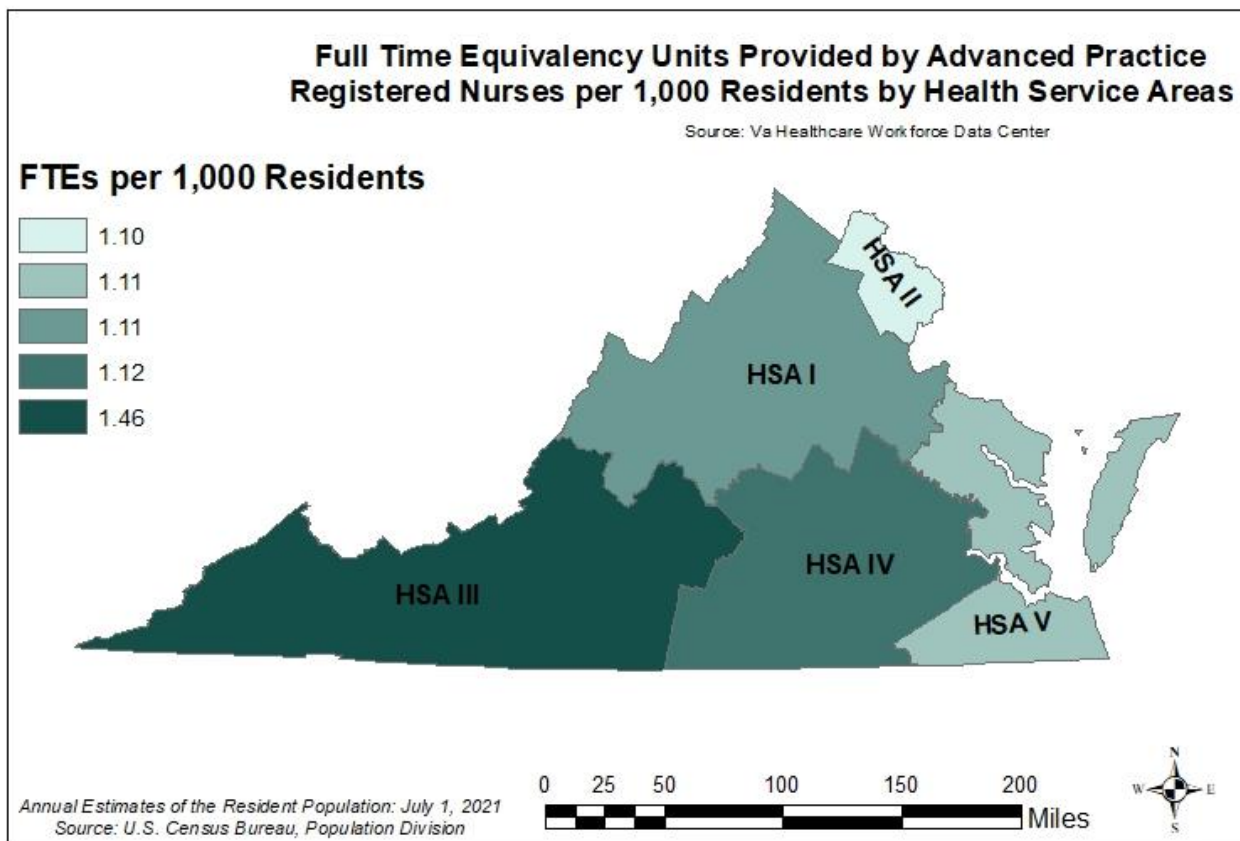 Full Time Equivalency Units Provided by Advanced Practice
Registered Nurses per 1,000 Residents by Health Service Areas
Source: Va Healthcare Workforce Data Center
FTEs per 1,000 Residents
1.10
1.11
1.11
1.12
1.46
HSA II
HSA I
HSA IV
HSA III
HSA V
Annual Estimates of the Resident Population: July 1, 2021
Source: U.S. Census Bureau, Population Division
0 25 50 100 150 200
Miles
N
W E
S